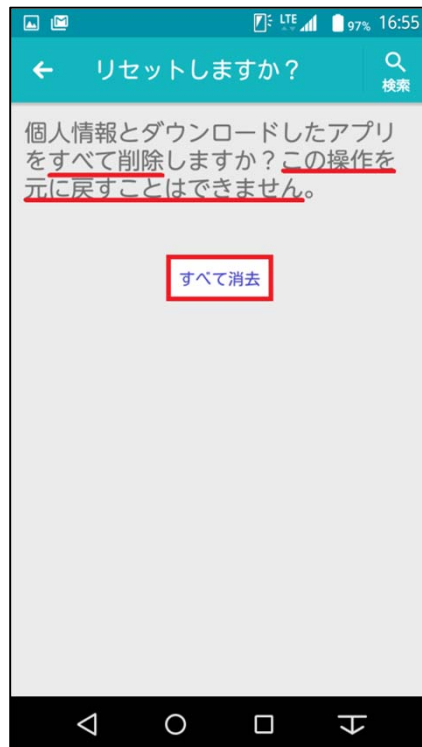 LTE 97% 16:55
リセットしますか？
検索
個人情報とダウンロードしたアプリ
をすべて削除しますか？この操作を
元に戻すことはできません。
すべて消去